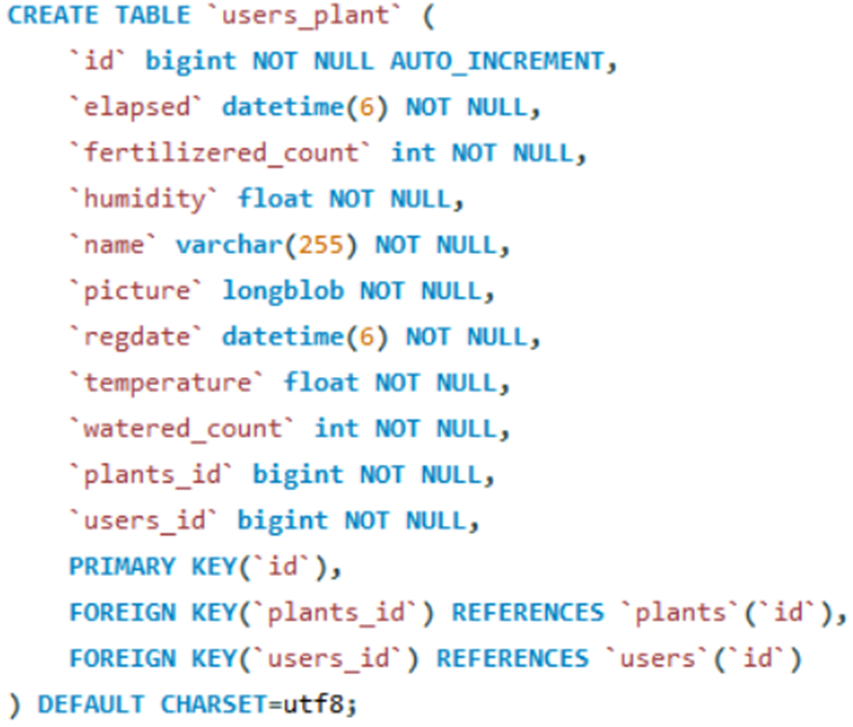 CREATE TABLE `users_plant` (
    `id` bigint NOT NULL AUTO_INCREMENT,
    `elapsed` datetime(6) NOT NULL,
    `fertilizered_count` int NOT NULL,
    `humidity` float NOT NULL,
    `name` varchar(255) NOT NULL,
    `picture` longblob NOT NULL,
    `regdate` datetime(6) NOT NULL,
    `temperature` float NOT NULL,
    `watered_count` int NOT NULL,
    `plants_id` bigint NOT NULL,
    `users_id` bigint NOT NULL,
    PRIMARY KEY(`id`),
    FOREIGN KEY(`plants_id`) REFERENCES `plants`(`id`),
    FOREIGN KEY(`users_id`) REFERENCES `users`(`id`)
) DEFAULT CHARSET=utf8;